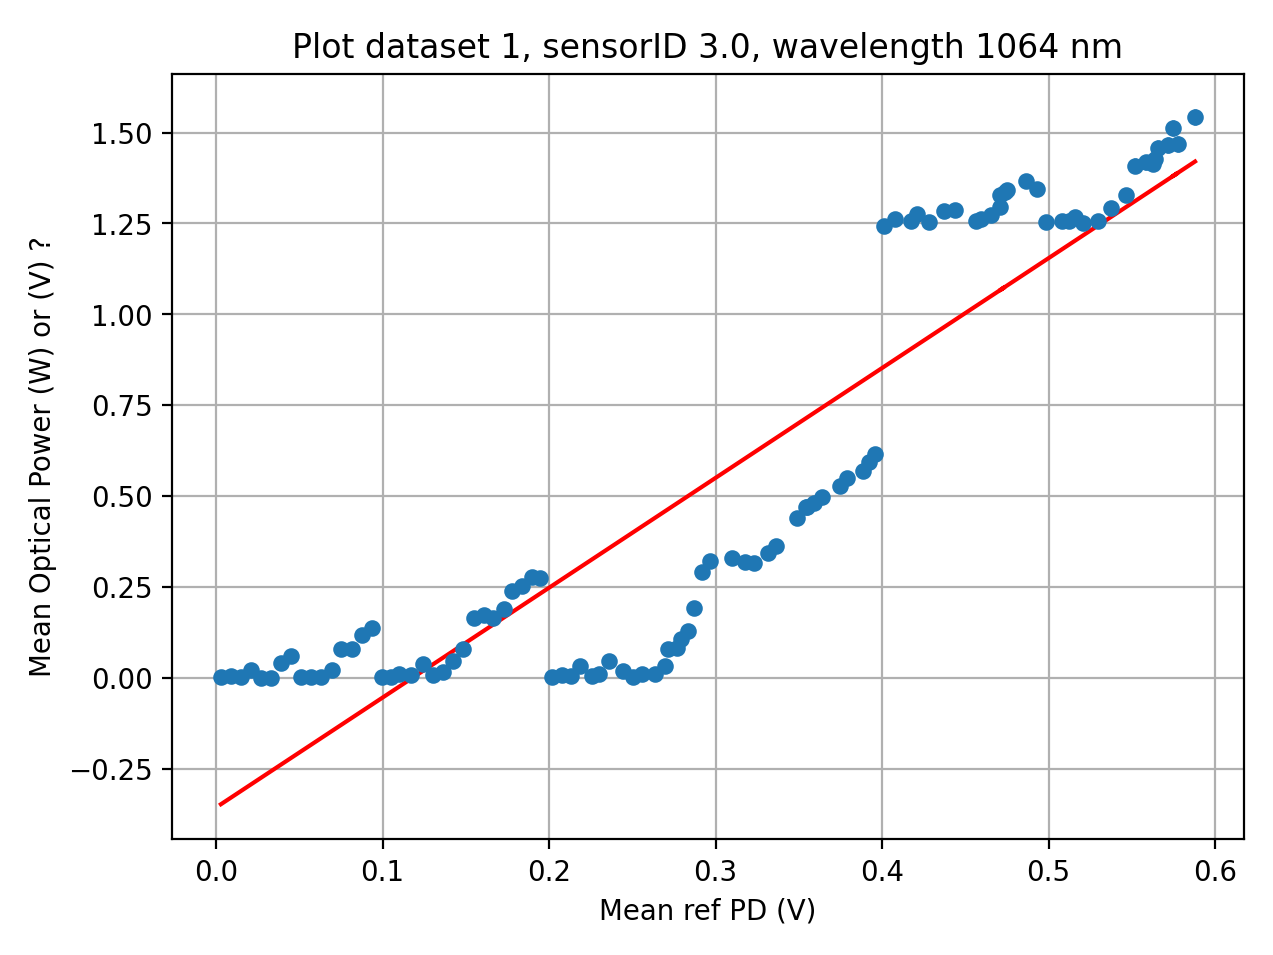 Plot dataset 1, sensorID 3.0, wavelength 1064 nm
Mean Optical Power (W) or (V) ?
1.50
1.25
1.00
0.75
0.50
0.25
0.00
−0.25
0.0 0.1 0.2 0.3 0.4 0.5 0.6
Mean ref PD (V)